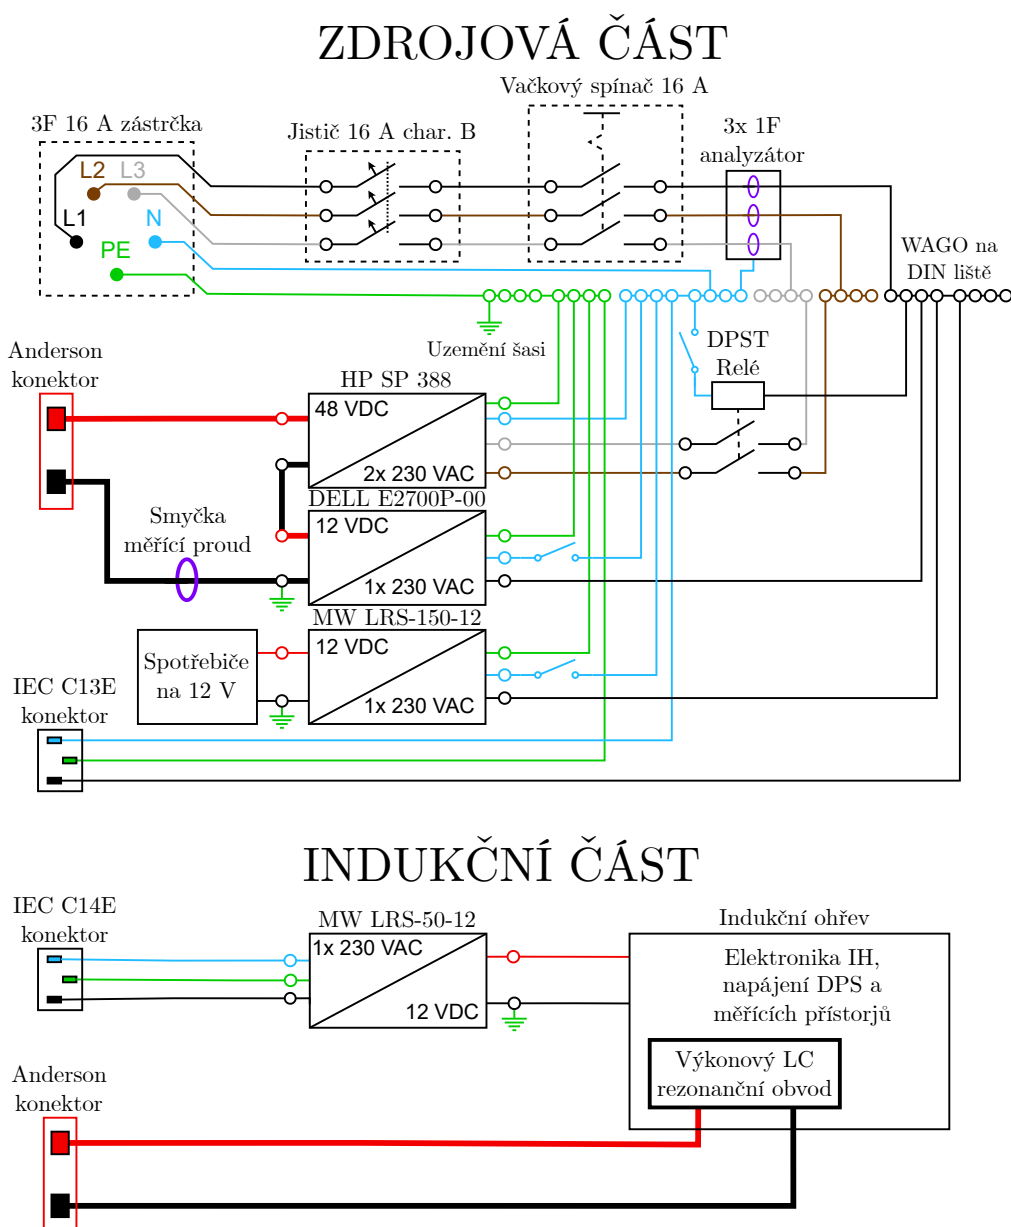 ZDROJOVÁ ČÁST
Vačkový spínač 16 A
3F 16 A zástrčka
Jistič 16 A char. B
3x 1F
analyzátor
L2
L3
L1
N
PE
WAGO na
DIN liště
Uzemění šasi
DPST
Relé
Anderson
konektor
HP SP 388
48 VDC
2x 230 VAC
DELL E2700P-00
12 VDC
1x 230 VAC
Smyčka
měřící proud
MW LRS-150-12
12 VDC
1x 230 VAC
Spotřebiče
na 12 V
IEC C13E
konektor
INDUKČNÍ ČÁST
IEC C14E
konektor
MW LRS-50-12
1x 230 VAC
12 VDC
Indukční ohřev
Elektronika IH,
napájení DPS a
měřících přístorjů
Výkonový LC
rezonanční obvod
Anderson
konektor